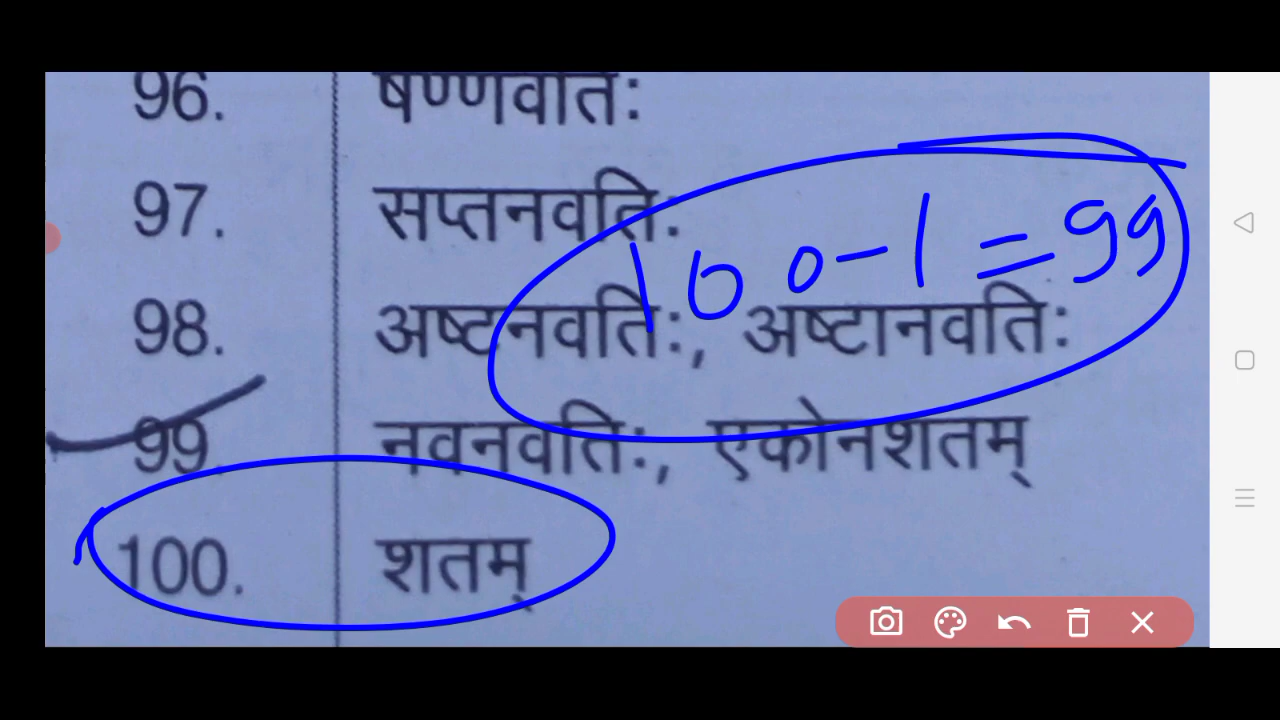 96. षण्णवतिः
97. सप्तनवतिः
100-1=99
98. अष्टनवतिः, अष्टानवतिः
99. नवनवतिः, एकोनशतम्
100. शतम्